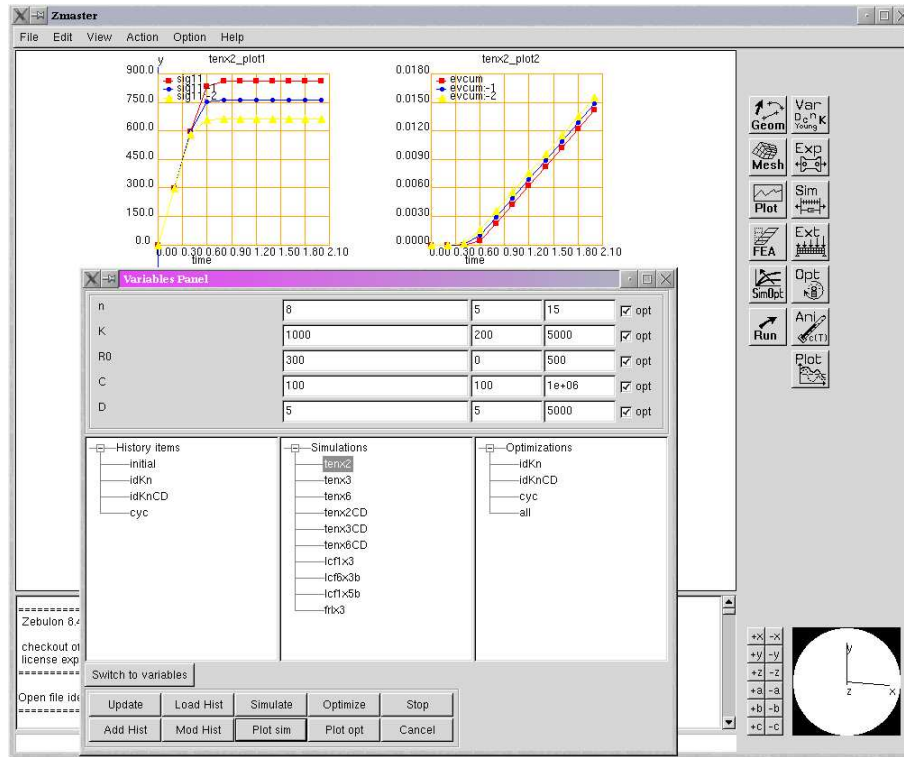 Zmaster
File Edit View Action Option Help
y tenx2_plot1
900.0
750.0
600.0
450.0
300.0
150.0
0.0
sig11
sig11:-1
sig11:-2
0.00 0.30 0.60 0.90 1.20 1.50 1.80 2.10
time
tenx2_plot2
0.0180
0.0150
0.0120
0.0090
0.0060
0.0030
0.0000
evcum
evcum:-1
evcum:-2
0.00 0.30 0.60 0.90 1.20 1.50 1.80 2.10
time
Geom Var
Young
Mesh Exp
Plot Sim
FEA Ext
SimOpt Opt
Run Ani
c(T)
Plot
Variables Panel
n 8 5 15 opt
K 1000 200 5000 opt
R0 300 0 500 opt
C 100 100 1e+06 opt
D 5 5 5000 opt
History items
initial
idKn
idKnCD
cyc
Simulations
tenx2
tenx3
tenx6
tenx2CD
tenx3CD
tenx6CD
lcf1x3
lcf6x3b
lcf1x5b
frlx3
Optimizations
idKn
idKnCD
cyc
all
Switch to variables
Update Load Hist Simulate Optimize Stop
Add Hist Mod Hist Plot sim Plot opt Cancel
==========
Zebulon 8.4
checkout of
license exp
==========
Open file ide
==========
+x -x
+y -y
+z -z
+a -a
+b -b
+c -c
y
z x